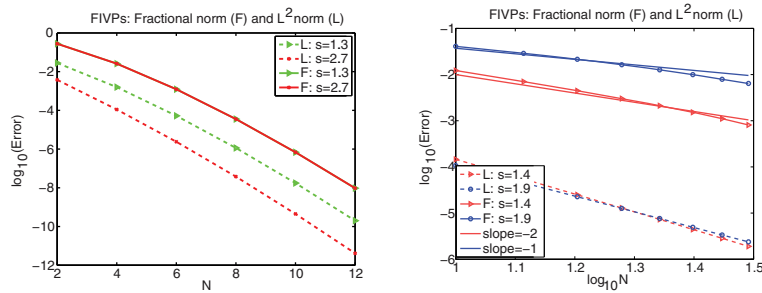 FIVPs: Fractional norm (F) and L² norm (L)
0
−2
−4
−6
−8
−10
−12
log₁₀(Error)
L: s=1.3
L: s=2.7
F: s=1.3
F: s=2.7
2
4
6
8
10
12
N
FIVPs: Fractional norm (F) and L² norm (L)
−1
−2
−3
−4
−5
−6
log₁₀(Error)
L: s=1.4
L: s=1.9
F: s=1.4
F: s=1.9
slope=−2
slope=−1
1
1.1
1.2
1.3
1.4
1.5
log₁₀N